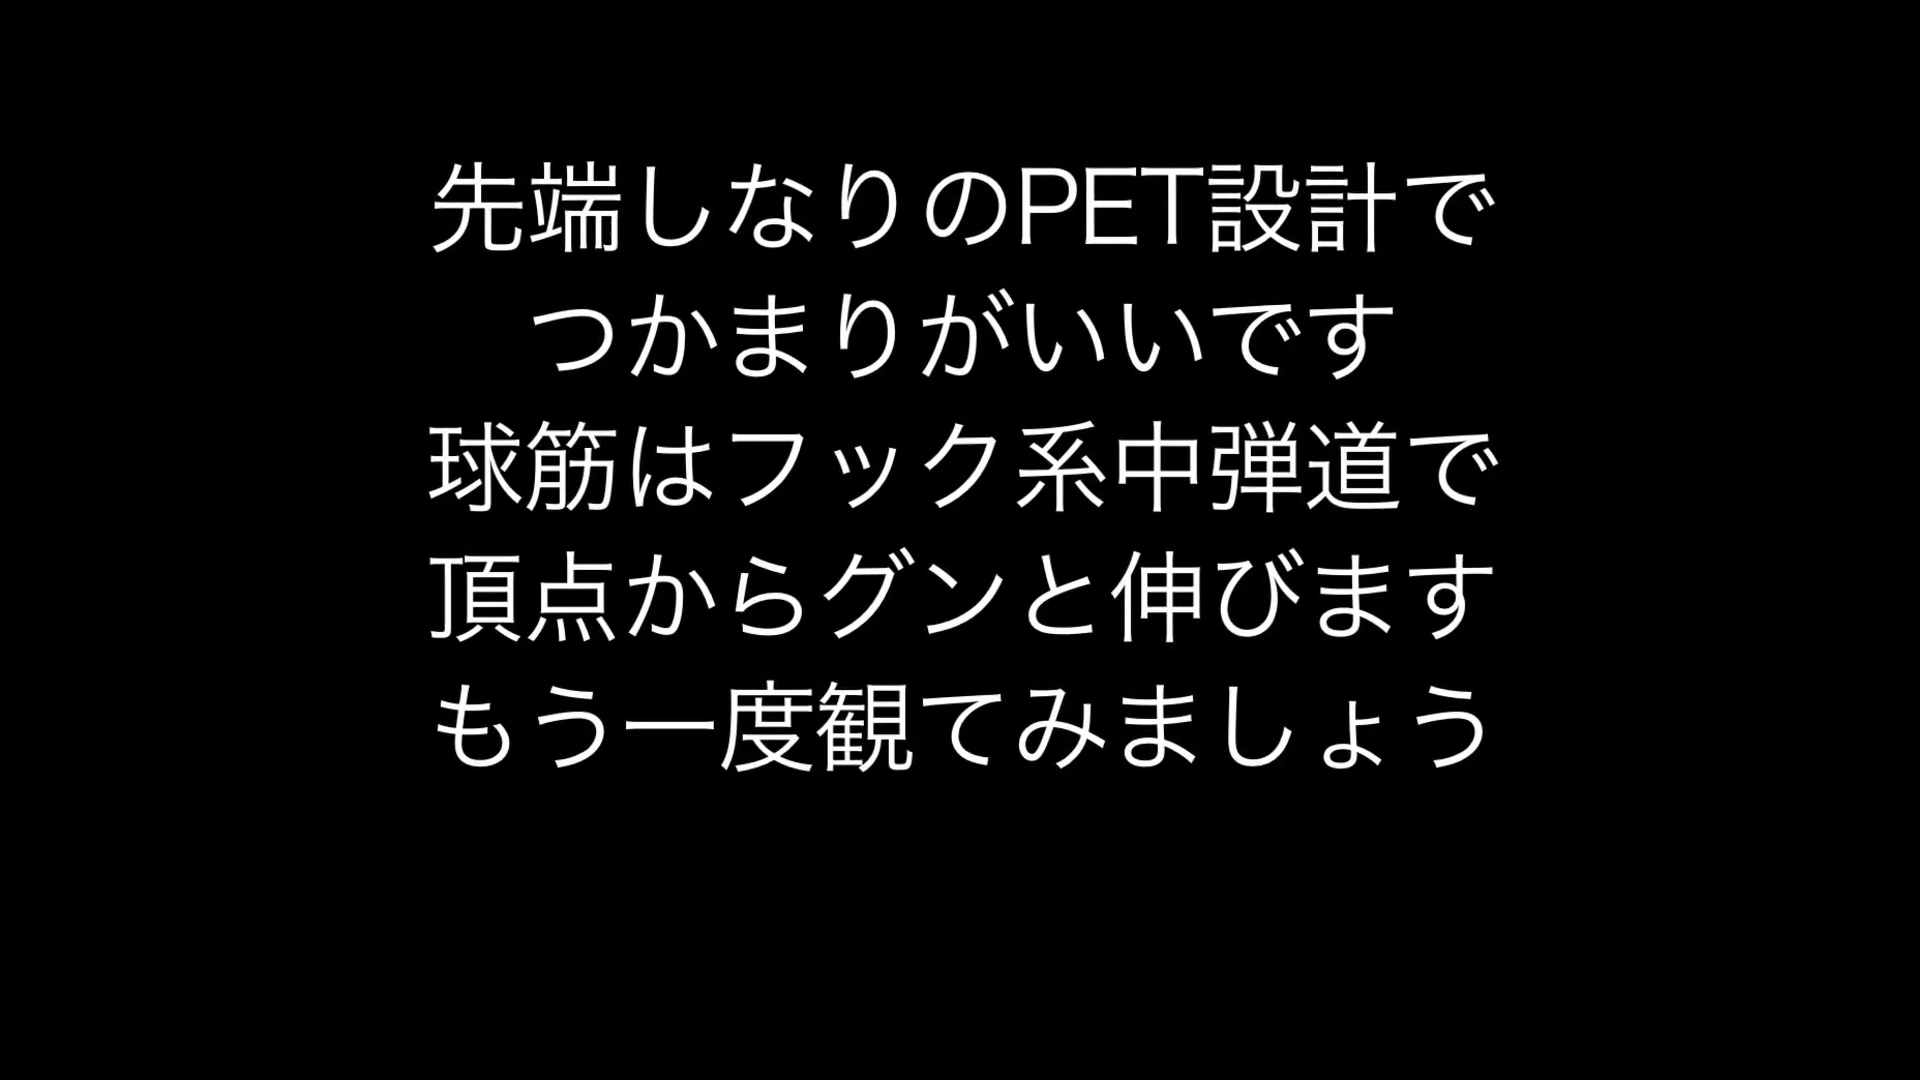 先端しなりのPET設計で
つかまりがいいです
球筋はフック系中弾道で
頂点からグンと伸びます
もう一度観てみましょう